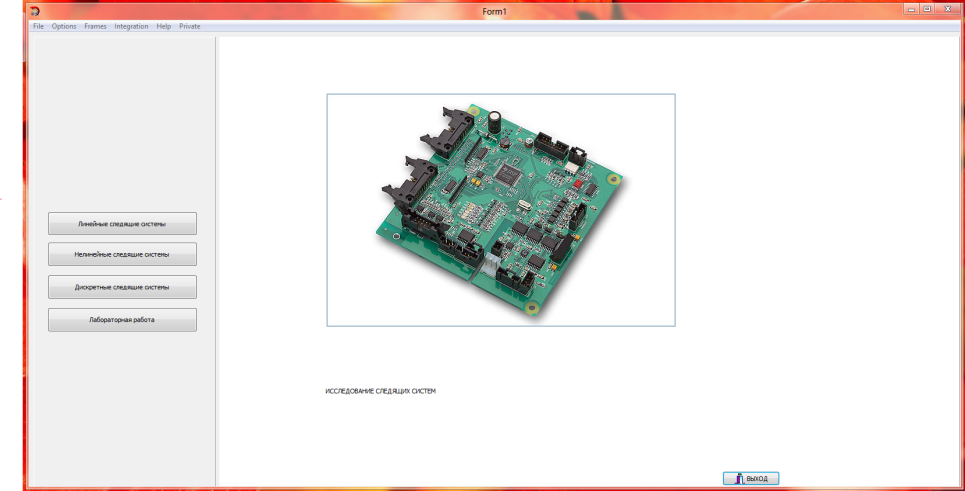 Form1
File Options Frames Integration Help Private
Линейные следящие системы
Нелинейные следящие системы
Дискретные следящие системы
Лабораторная работа
ИССЛЕДОВАНИЕ СЛЕДЯЩИХ СИСТЕМ
ВЫХОД